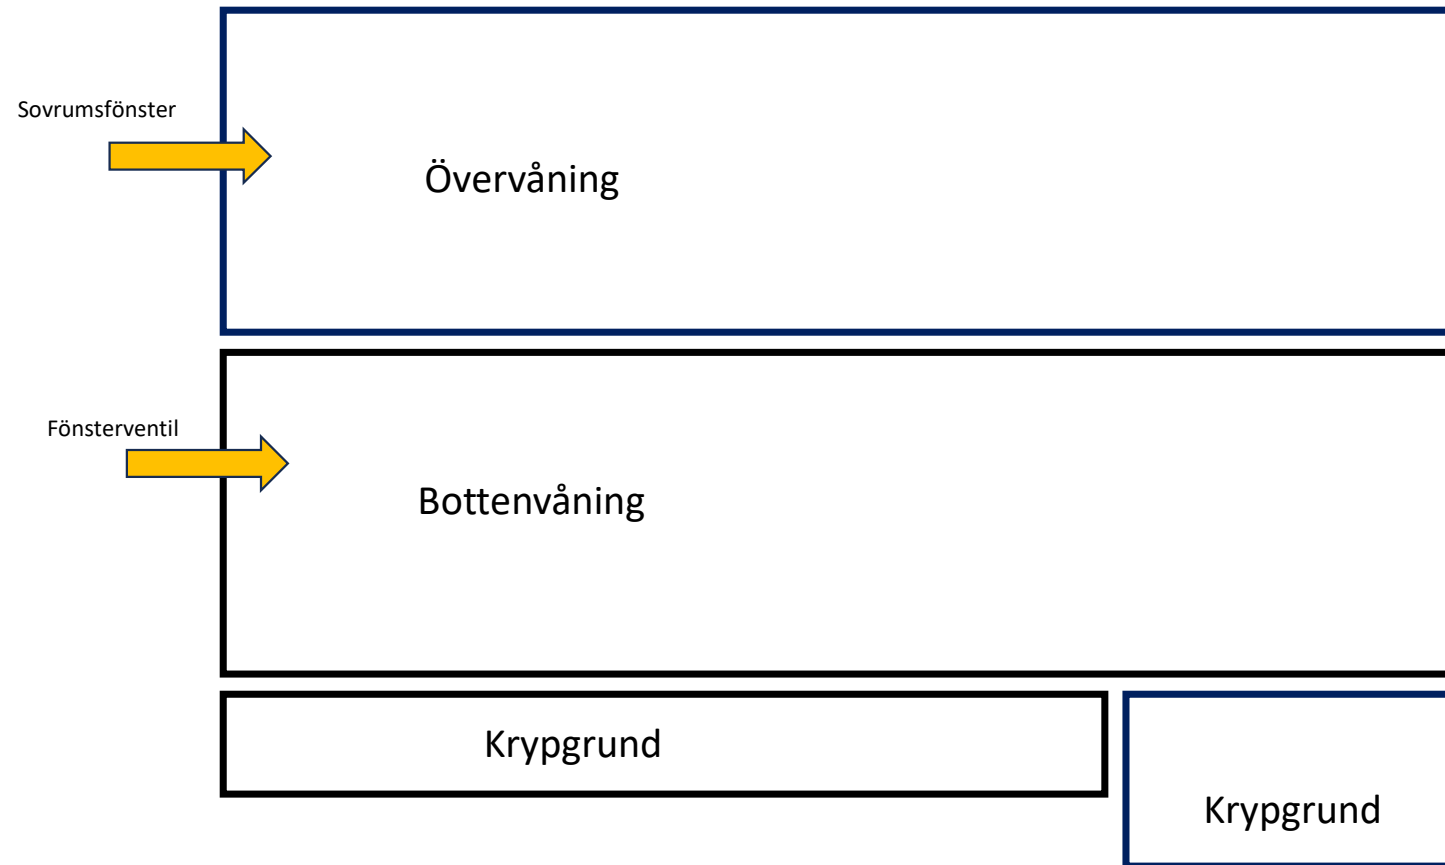 Sovrumsfönster
Övervåning
Fönsterventil
Bottenvåning
Krypgrund
Krypgrund